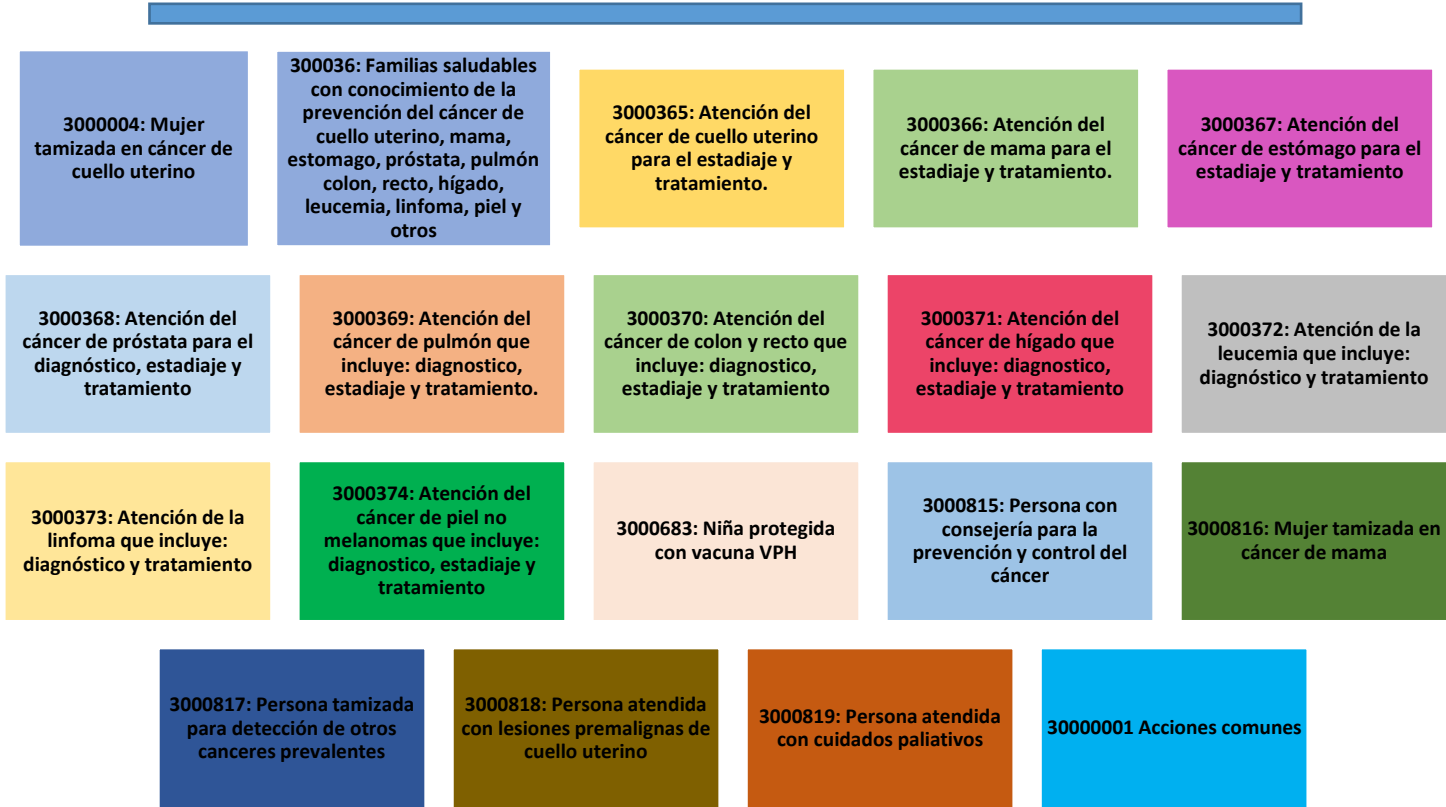 3000004: Mujer
tamizada en cáncer de
cuello uterino
300036: Familias saludables
con conocimiento de la
prevención del cáncer de
cuello uterino, mama,
estomago, próstata, pulmón
colon, recto, hígado,
leucemia, linfoma, piel y
otros
3000365: Atención del
cáncer de cuello uterino
para el estadiaje y
tratamiento.
3000366: Atención del
cáncer de mama para el
estadiaje y tratamiento.
3000367: Atención del
cáncer de estómago para el
estadiaje y tratamiento
3000368: Atención del
cáncer de próstata para el
diagnóstico, estadiaje y
tratamiento
3000369: Atención del
cáncer de pulmón que
incluye: diagnostico,
estadiaje y tratamiento.
3000370: Atención del
cáncer de colon y recto que
incluye: diagnostico,
estadiaje y tratamiento
3000371: Atención del
cáncer de hígado que
incluye: diagnostico,
estadiaje y tratamiento
3000372: Atención de la
leucemia que incluye:
diagnóstico y tratamiento
3000373: Atención de la
linfoma que incluye:
diagnóstico y tratamiento
3000374: Atención del
cáncer de piel no
melanomas que incluye:
diagnostico, estadiaje y
tratamiento
3000683: Niña protegida
con vacuna VPH
3000815: Persona con
consejería para la
prevención y control del
cáncer
3000816: Mujer tamizada en
cáncer de mama
3000817: Persona tamizada
para detección de otros
canceres prevalentes
3000818: Persona atendida
con lesiones premalignas de
cuello uterino
3000819: Persona atendida
con cuidados paliativos
30000001 Acciones comunes